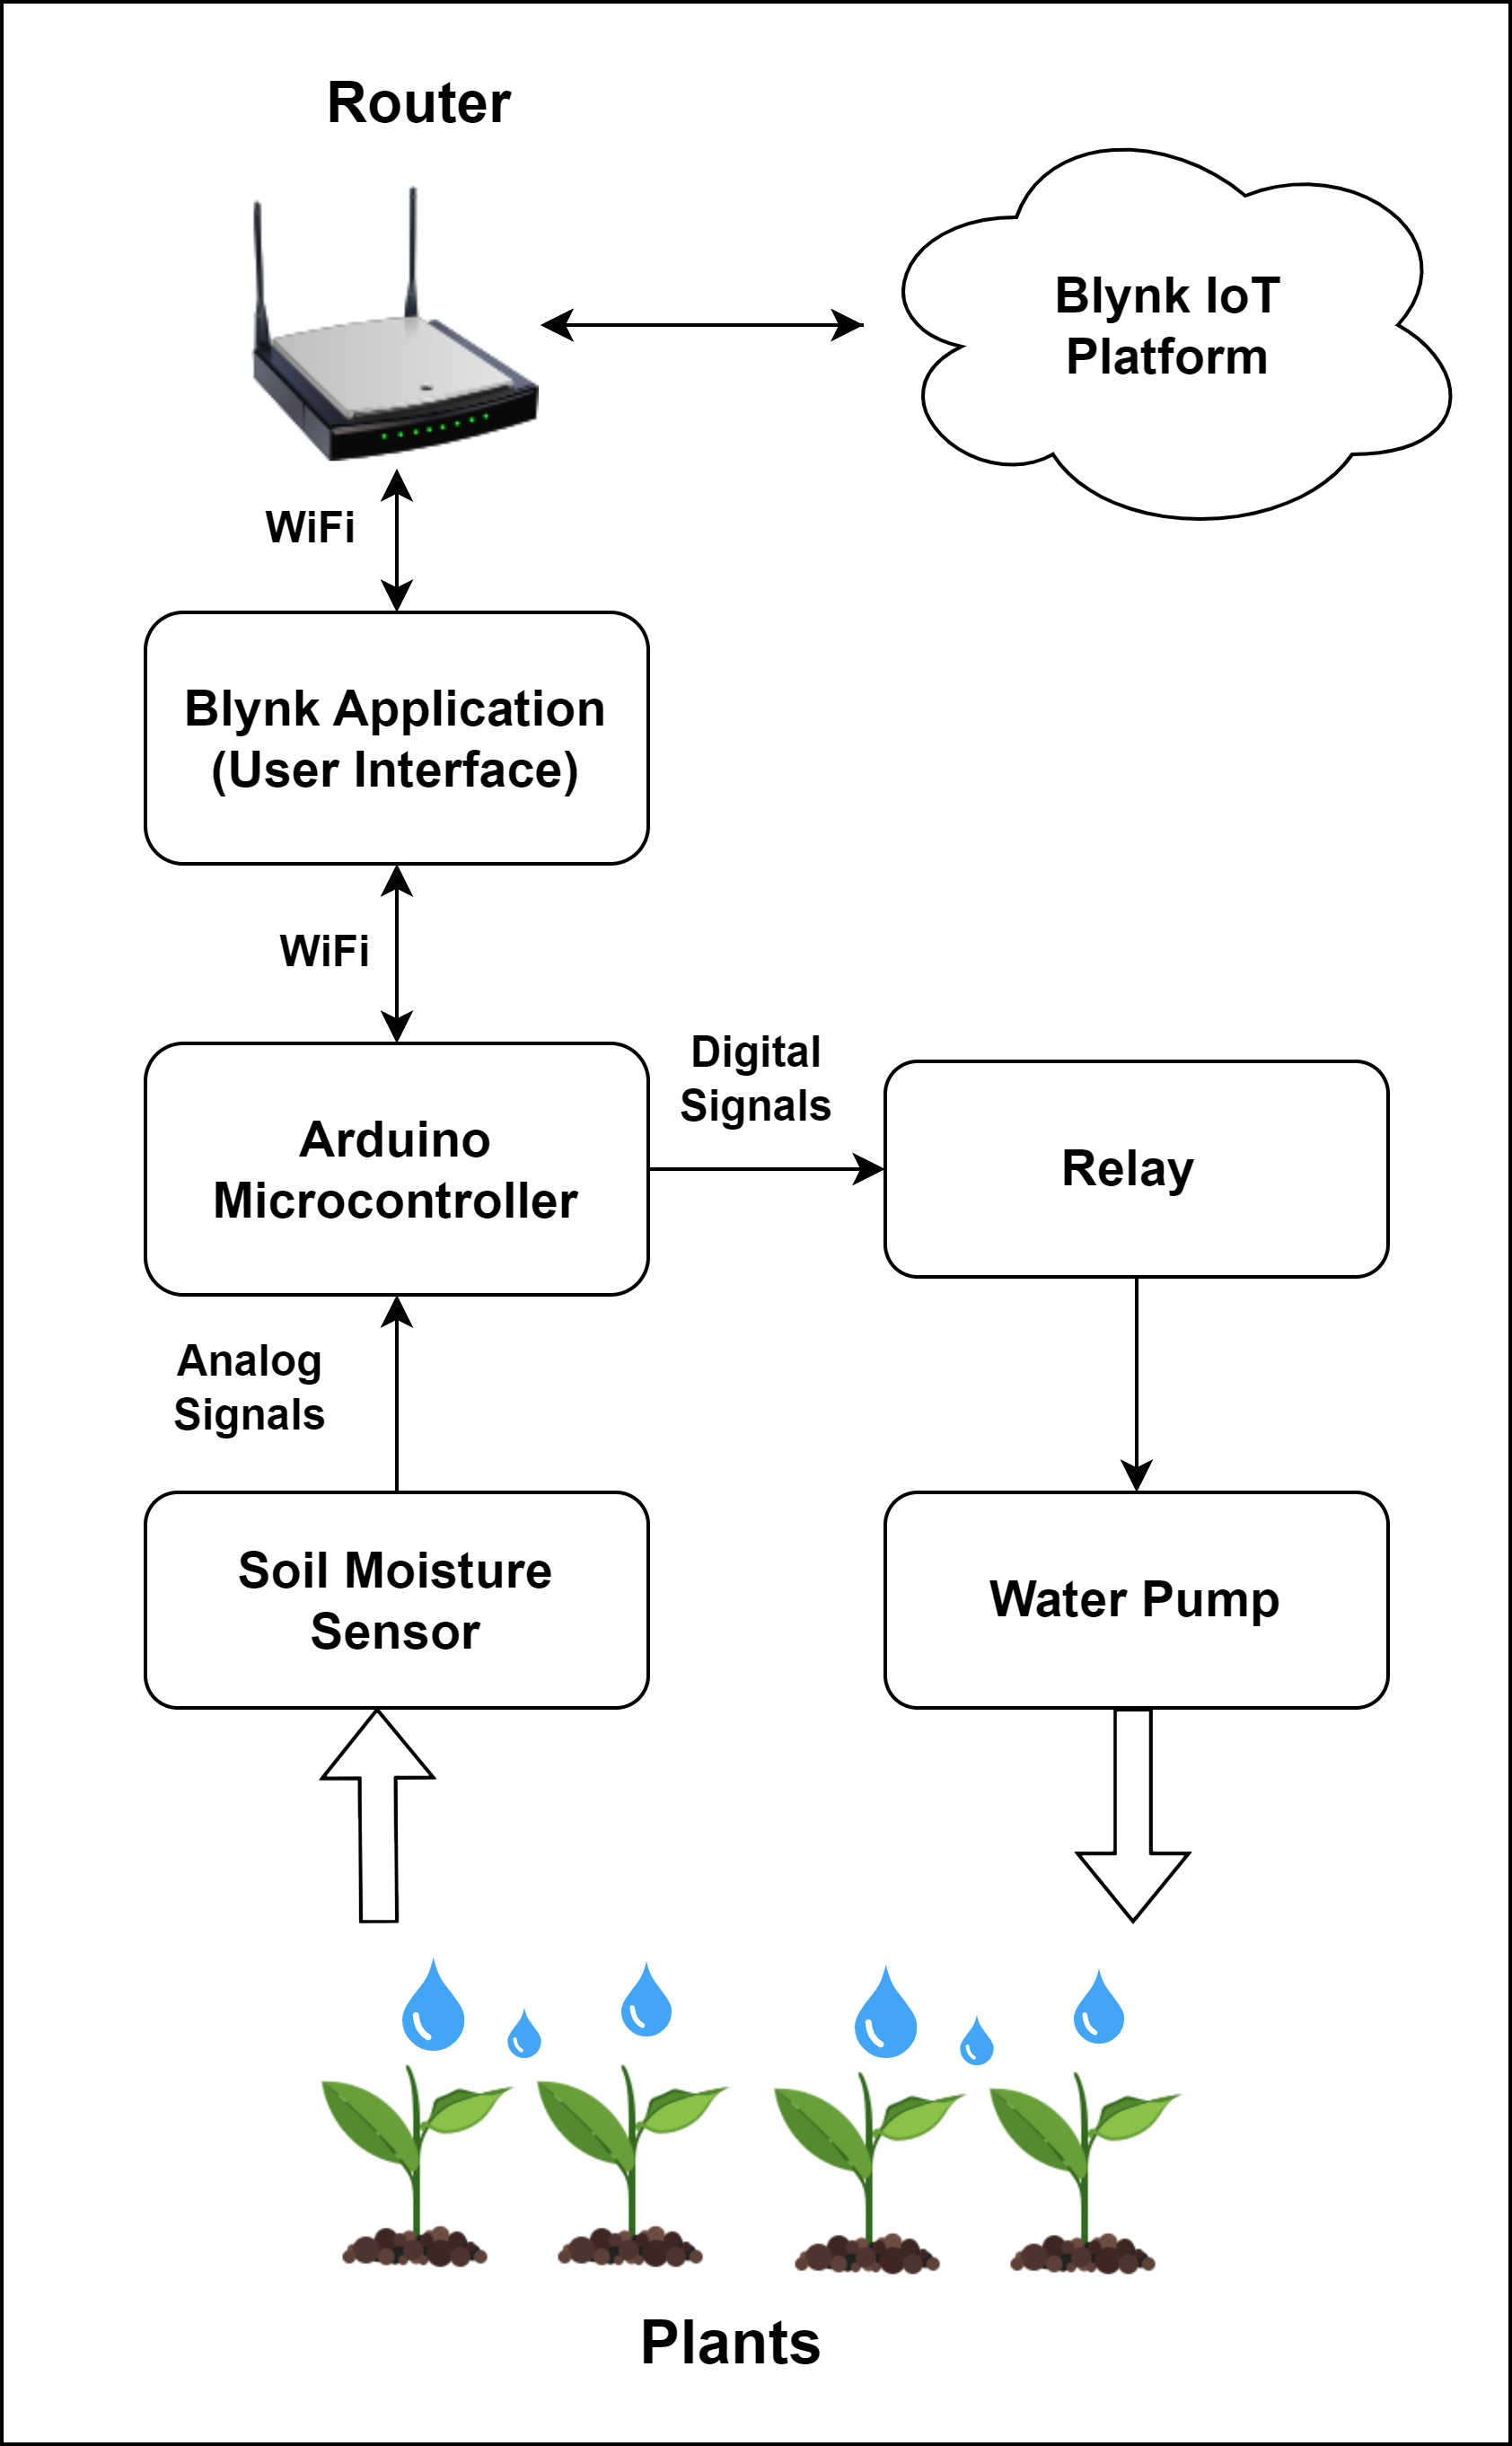 Router
Blynk IoT
Platform
WiFi
Blynk Application
(User Interface)
WiFi
Digital
Signals
Arduino
Microcontroller
Relay
Analog
Signals
Soil Moisture
Sensor
Water Pump
Plants